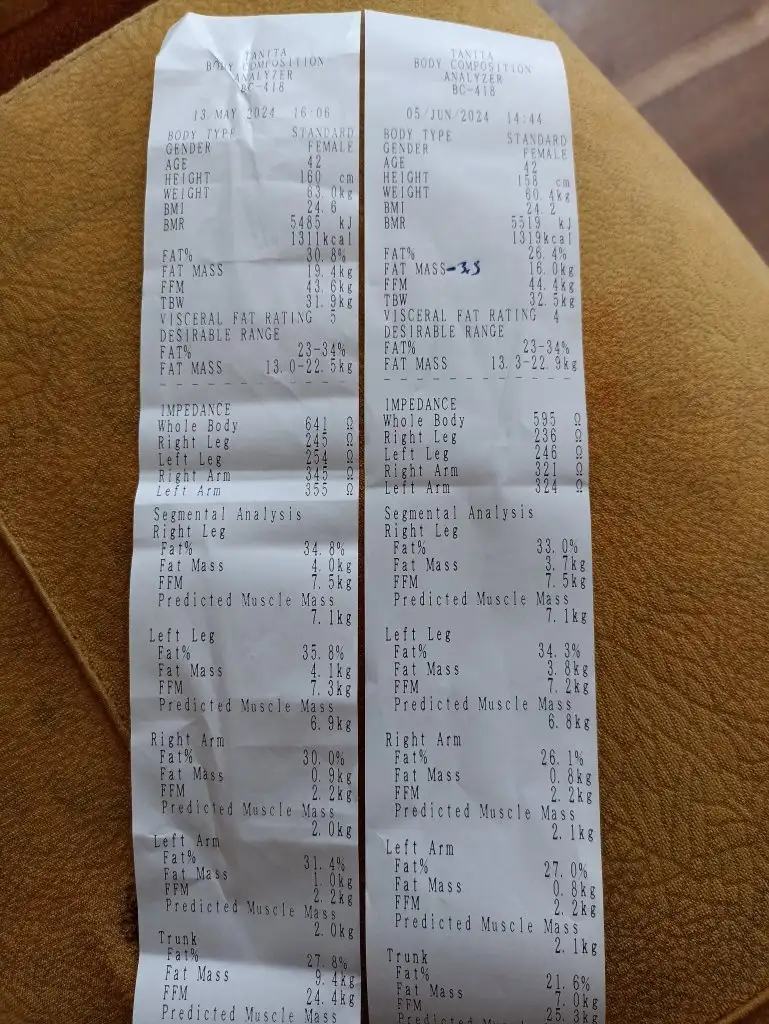 TANITA
BODY COMPOSITION
ANALYZER
BC-418
13 MAY 2024 16:06
BODY TYPE STANDARD
GENDER FEMALE
AGE 42
HEIGHT 160 cm
WEIGHT 63.0kg
BMI 24.6
BMR 5485 kJ
1311kcal
FAT% 30.8%
FAT MASS 19.4kg
FFM 43.6kg
TBW 31.9kg
VISCERAL FAT RATING 5
DESIRABLE RANGE
FAT% 23-34%
FAT MASS 13.0-22.5kg
IMPEDANCE
Whole Body 641 Ω
Right Leg 245 Ω
Left Leg 254 Ω
Right Arm 345 Ω
Left Arm 355 Ω
Segmental Analysis
Right Leg
Fat% 34.8%
Fat Mass 4.0kg
FFM 7.5kg
Predicted Muscle Mass
7.1kg
Left Leg
Fat% 35.8%
Fat Mass 4.1kg
FFM 7.3kg
Predicted Muscle Mass
6.9kg
Right Arm
Fat% 30.0%
Fat Mass 0.9kg
FFM 2.2kg
Predicted Muscle Mass
2.0kg
Left Arm
Fat% 31.4%
Fat Mass 1.0kg
FFM 2.2kg
Predicted Muscle Mass
2.0kg
Trunk
Fat% 27.8%
Fat Mass 9.4kg
FFM 24.4kg
Predicted Muscle Mass
TANITA
BODY COMPOSITION
ANALYZER
BC-418
05/JUN/2024 14:44
BODY TYPE STANDARD
GENDER FEMALE
AGE 42
HEIGHT 158 cm
WEIGHT 60.4kg
BMI 24.2
BMR 5519 kJ
1319kcal
FAT% 26.4%
FAT MASS 16.0kg
FFM 44.4kg
TBW 32.5kg
VISCERAL FAT RATING 4
DESIRABLE RANGE
FAT% 23-34%
FAT MASS 13.3-22.9kg
IMPEDANCE
Whole Body 595 Ω
Right Leg 236 Ω
Left Leg 246 Ω
Right Arm 321 Ω
Left Arm 324 Ω
Segmental Analysis
Right Leg
Fat% 33.0%
Fat Mass 3.7kg
FFM 7.5kg
Predicted Muscle Mass
7.1kg
Left Leg
Fat% 34.3%
Fat Mass 3.8kg
FFM 7.2kg
Predicted Muscle Mass
6.8kg
Right Arm
Fat% 26.1%
Fat Mass 0.8kg
FFM 2.2kg
Predicted Muscle Mass
2.1kg
Left Arm
Fat% 27.0%
Fat Mass 0.8kg
FFM 2.2kg
Predicted Muscle Mass
2.1kg
Trunk
Fat% 21.6%
Fat Mass 7.0kg
FFM 25.3kg
Predicted Muscle Mass